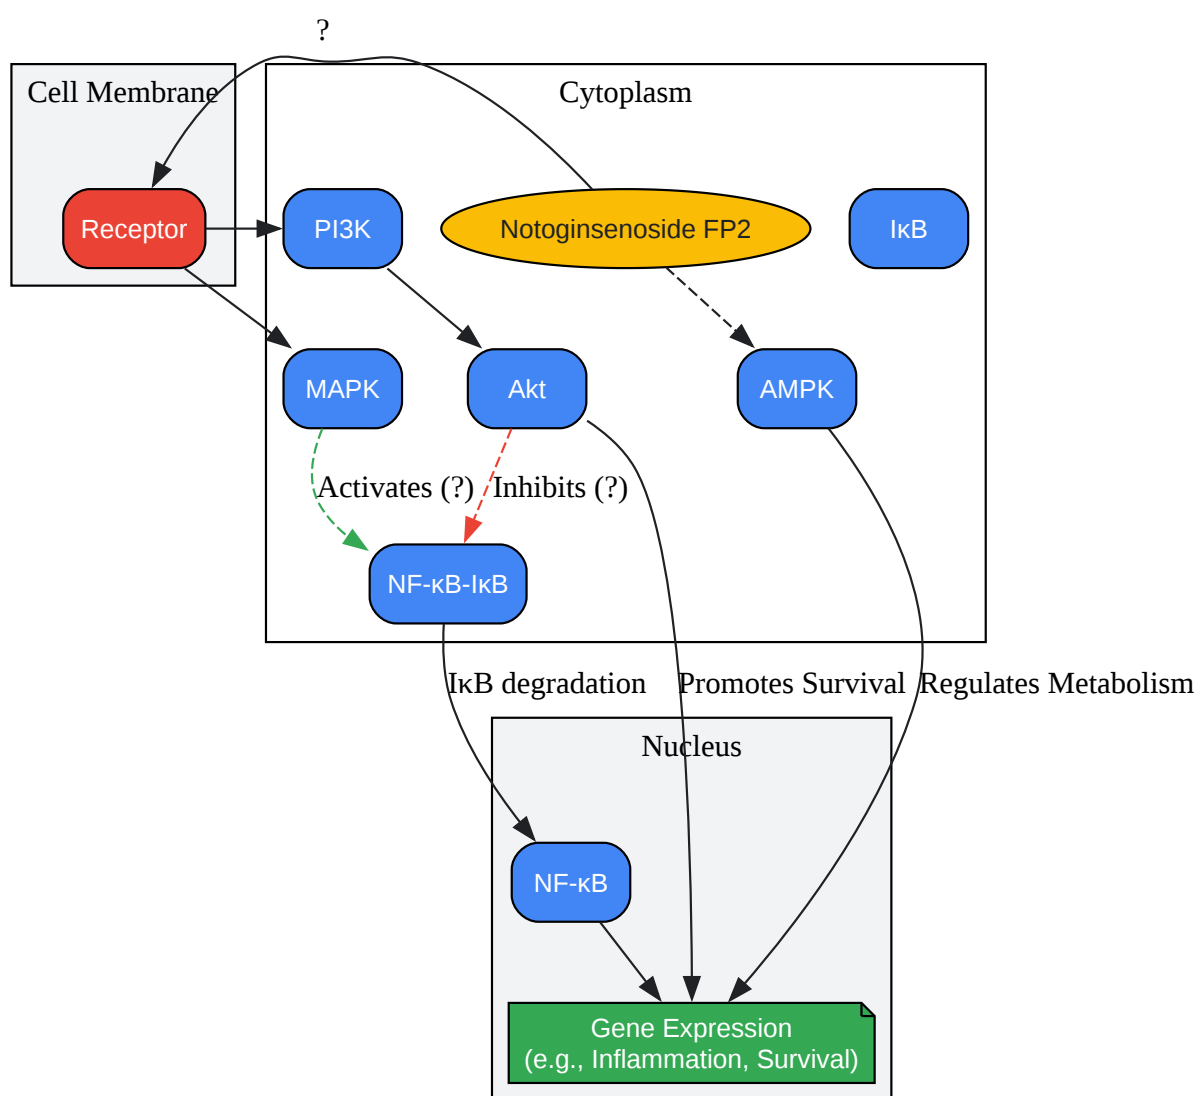 ?
Cell Membrane
Cytoplasm
Receptor
PI3K
Notoginsenoside FP2
IκB
MAPK
Akt
AMPK
Activates (?)
Inhibits (?)
NF-κB-IκB
IκB degradation
Promotes Survival
Regulates Metabolism
Nucleus
NF-κB
Gene Expression
(e.g., Inflammation, Survival)